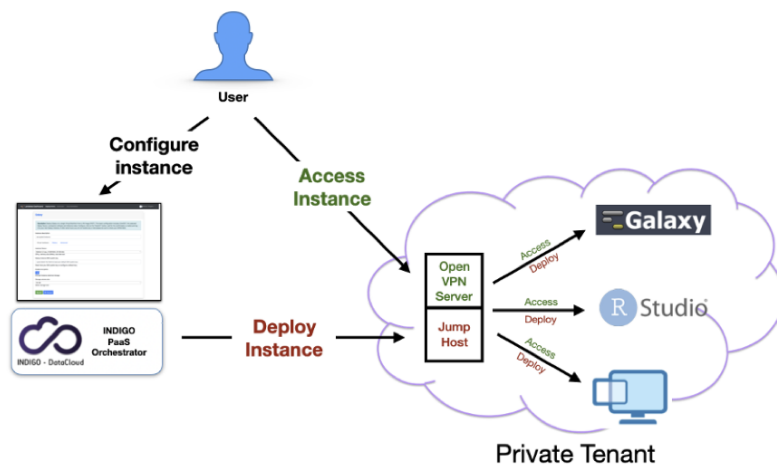 User
Configure
instance
Access
Instance
INDIGO - DataCloud
INDIGO
PaaS
Orchestrator
Deploy
Instance
Open
VPN
Server
Jump
Host
Access
Deploy
Galaxy
Access
Deploy
R Studio
Access
Deploy
Private Tenant